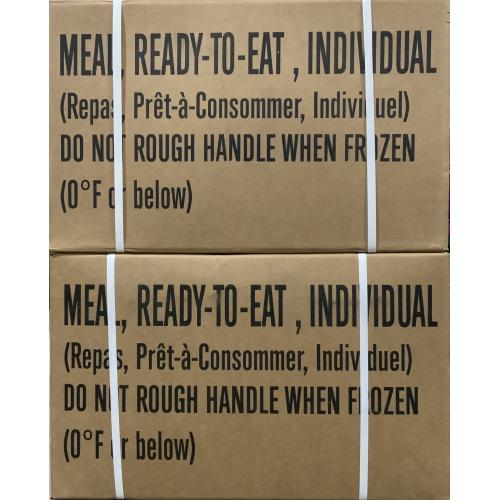 MEAL, READY-TO-EAT , INDIVIDUAL
(Repas, Prêt-à-Consommer, Individuel)
DO NOT ROUGH HANDLE WHEN FROZEN
(0°F or below)
MEAL, READY-TO-EAT , INDIVIDUAL
(Repas, Prêt-à-Consommer, Individuel)
DO NOT ROUGH HANDLE WHEN FROZEN
(0°F or below)